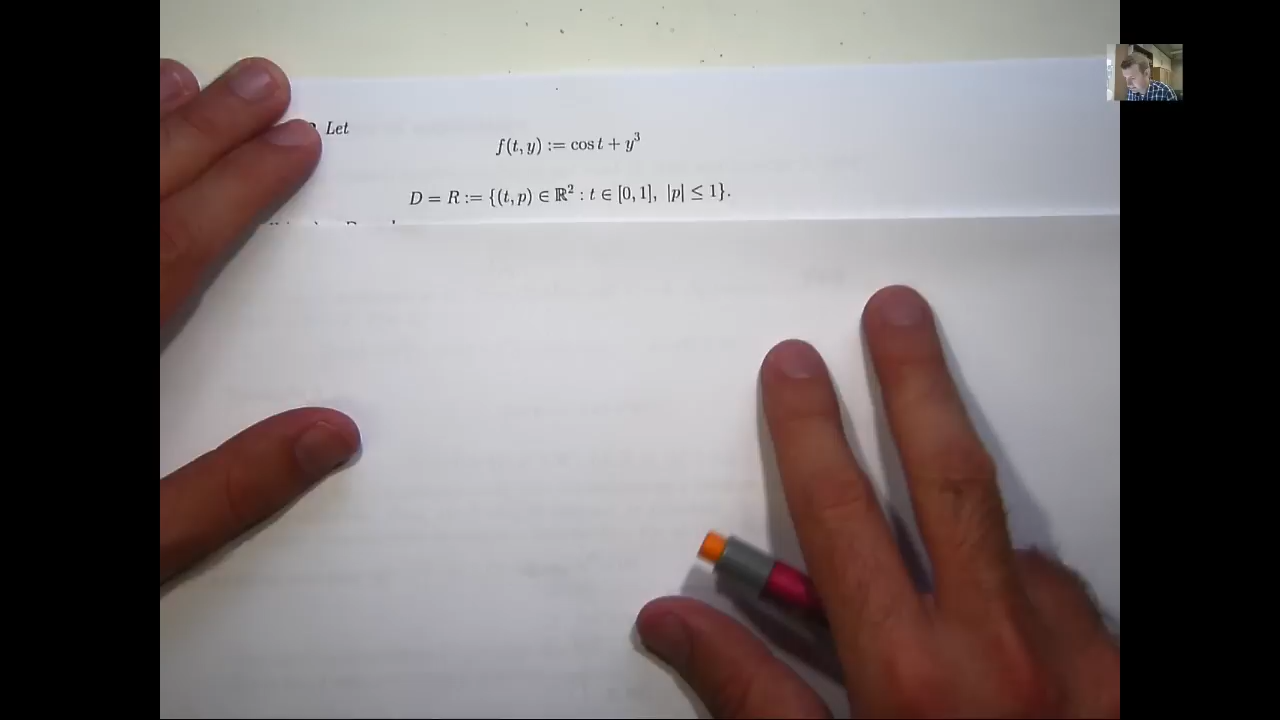 Let
f(t, y) := cos t + y³
D = R := {(t, p) ∈ ℝ² : t ∈ [0, 1], |p| ≤ 1}.